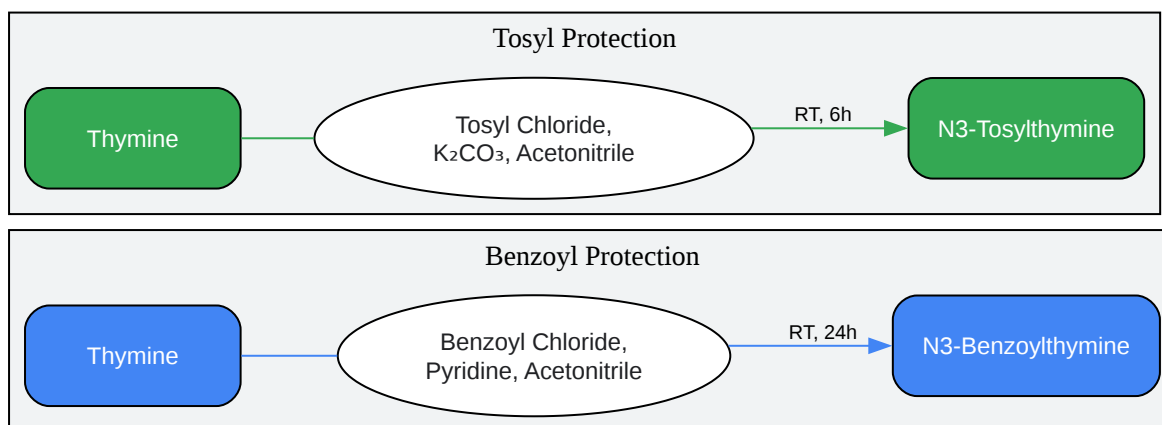 Tosyl Protection
Thymine
Tosyl Chloride,
K₂CO₃, Acetonitrile
RT, 6h
N3-Tosylthymine
Benzoyl Protection
Thymine
Benzoyl Chloride,
Pyridine, Acetonitrile
RT, 24h
N3-Benzoylthymine